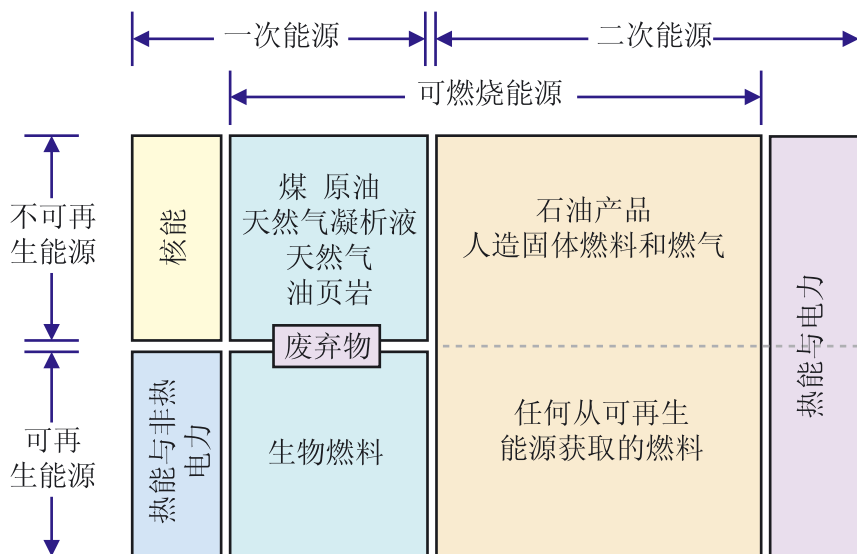 一次能源
二次能源
可燃烧能源
不可再
生能源
核能
煤 原油
天然气凝析液
天然气
油页岩
石油产品
人造固体燃料和燃气
热能与电力
废弃物
可再
生能源
热能与非热
电力
生物燃料
任何从可再生
能源获取的燃料